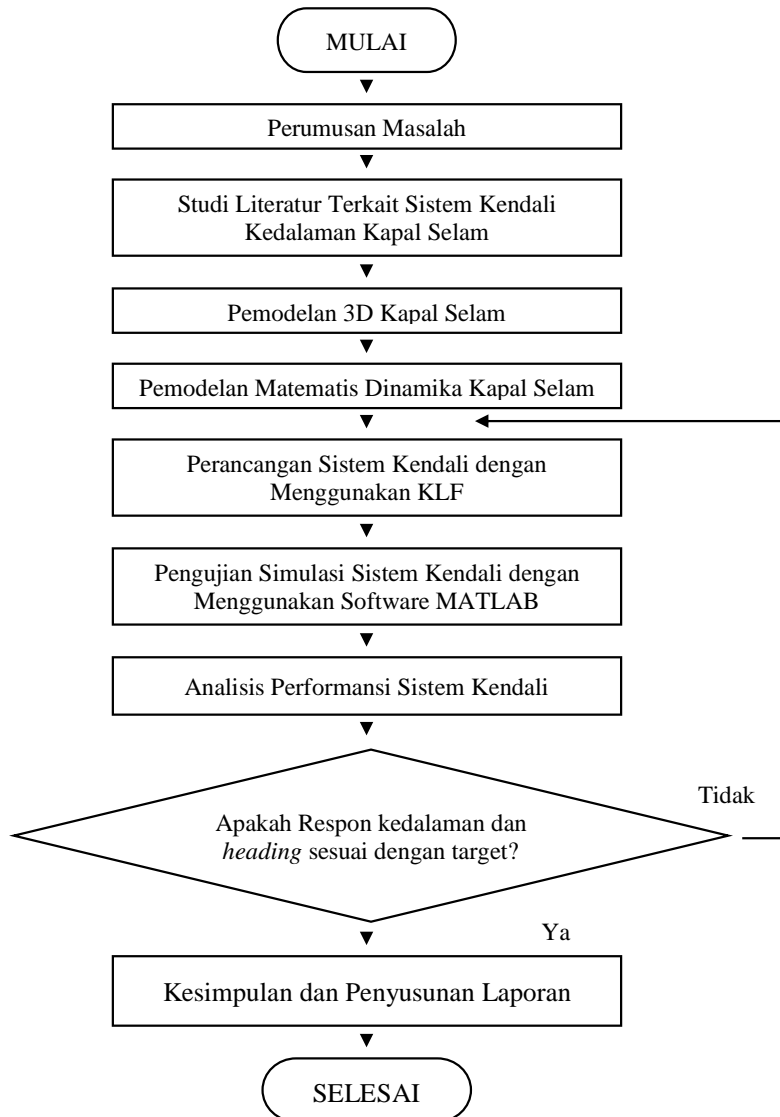 MULAI
Perumusan Masalah
Studi Literatur Terkait Sistem Kendali
Kedalaman Kapal Selam
Pemodelan 3D Kapal Selam
Pemodelan Matematis Dinamika Kapal Selam
Perancangan Sistem Kendali dengan
Menggunakan KLF
Pengujian Simulasi Sistem Kendali dengan
Menggunakan Software MATLAB
Analisis Performansi Sistem Kendali
Tidak
Apakah Respon kedalaman dan
heading sesuai dengan target?
Ya
Kesimpulan dan Penyusunan Laporan
SELESAI